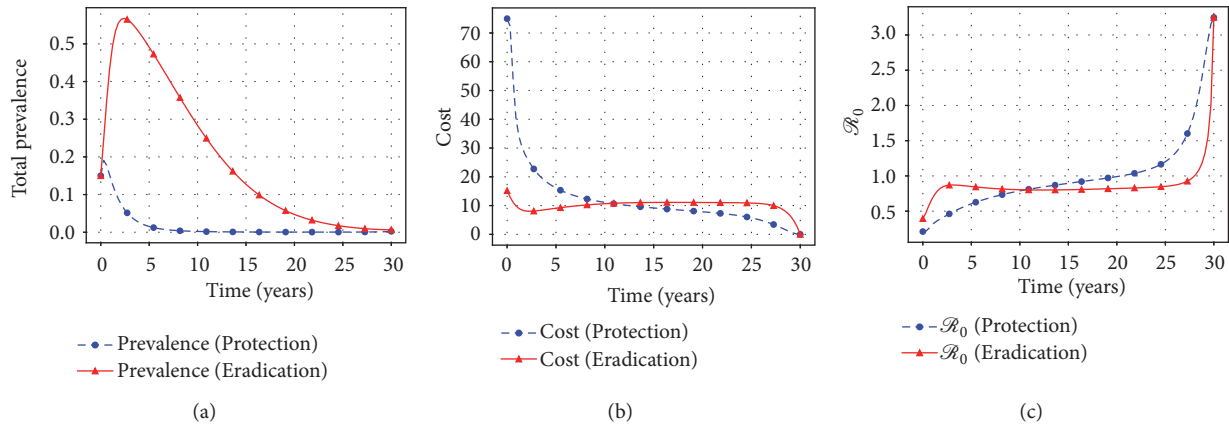 Total prevalence
0.5
0.4
0.3
0.2
0.1
0.0
0 5 10 15 20 25 30
Time (years)
Prevalence (Protection)
Prevalence (Eradication)
(a)
Cost
70
60
50
40
30
20
10
0
0 5 10 15 20 25 30
Time (years)
Cost (Protection)
Cost (Eradication)
(b)
ℛ₀
3.0
2.5
2.0
1.5
1.0
0.5
0 5 10 15 20 25 30
Time (years)
ℛ₀ (Protection)
ℛ₀ (Eradication)
(c)